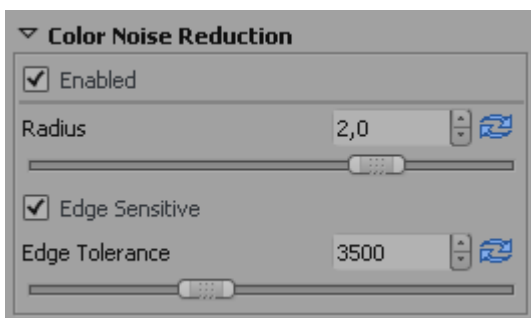 Color Noise Reduction
Enabled
Radius 2,0
Edge Sensitive
Edge Tolerance 3500